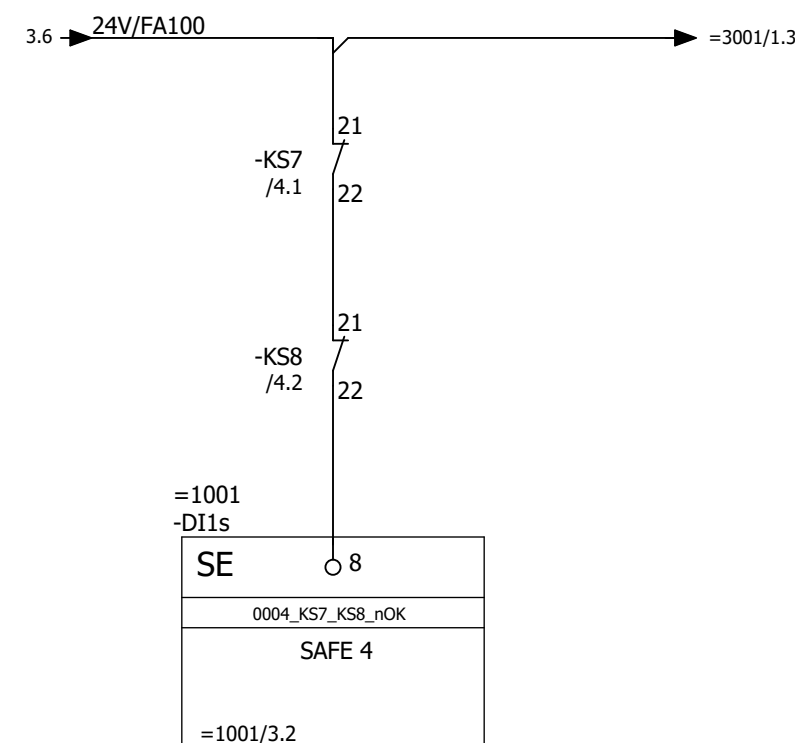 24V/FA100
3.6
=3001/1.3
21
-KS7
/4.1
22
21
-KS8
/4.2
22
=1001
-DI1s
SE
8
0004_KS7_KS8_nOK
SAFE 4
=1001/3.2